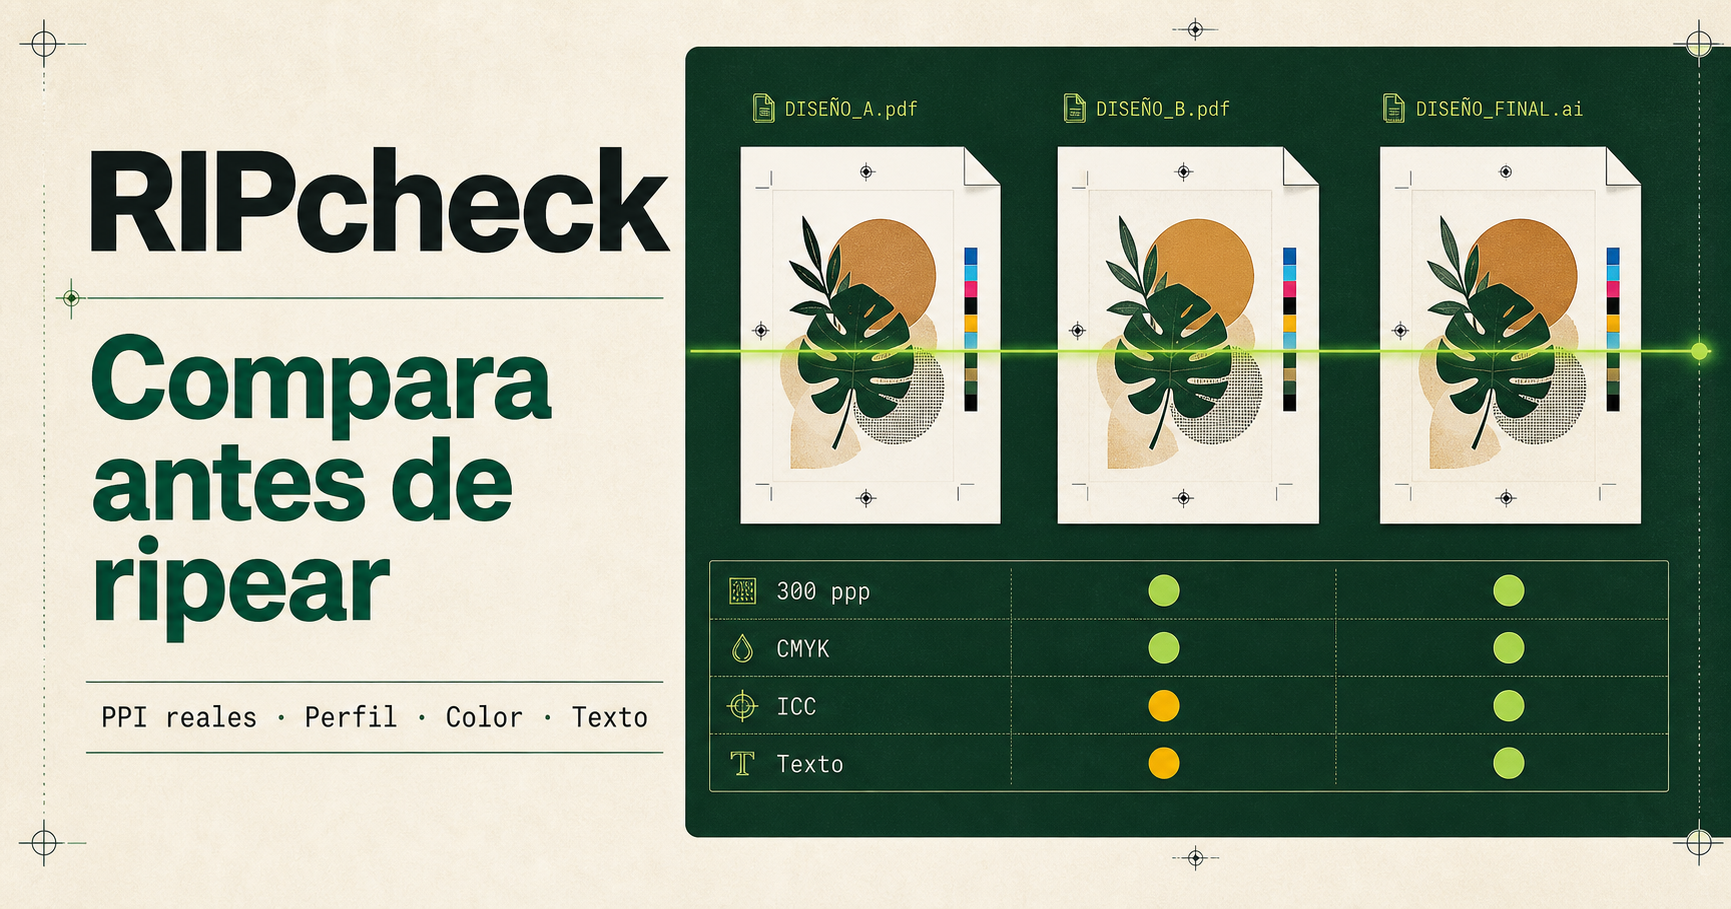 RIPcheck
Compara
antes de
ripear
PPI reales · Perfil · Color · Texto
DISEÑO_A.pdf
DISEÑO_B.pdf
DISEÑO_FINAL.ai
300 ppp
CMYK
ICC
Texto